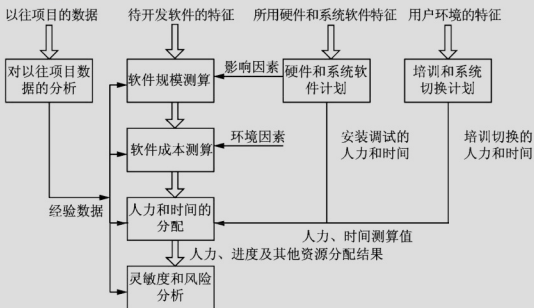 以往项目的数据
待开发软件的特征
所用硬件和系统软件特征
用户环境的特征
对以往项目数
据的分析
软件规模测算
影响因素
硬件和系统软
件计划
培训和系统
切换计划
软件成本测算
环境因素
安装调试的
人力和时间
培训切换的
人力和时间
经验数据
人力和时间的
分配
人力、时间测算值
人力、进度及其他资源分配结果
灵敏度和风险
分析